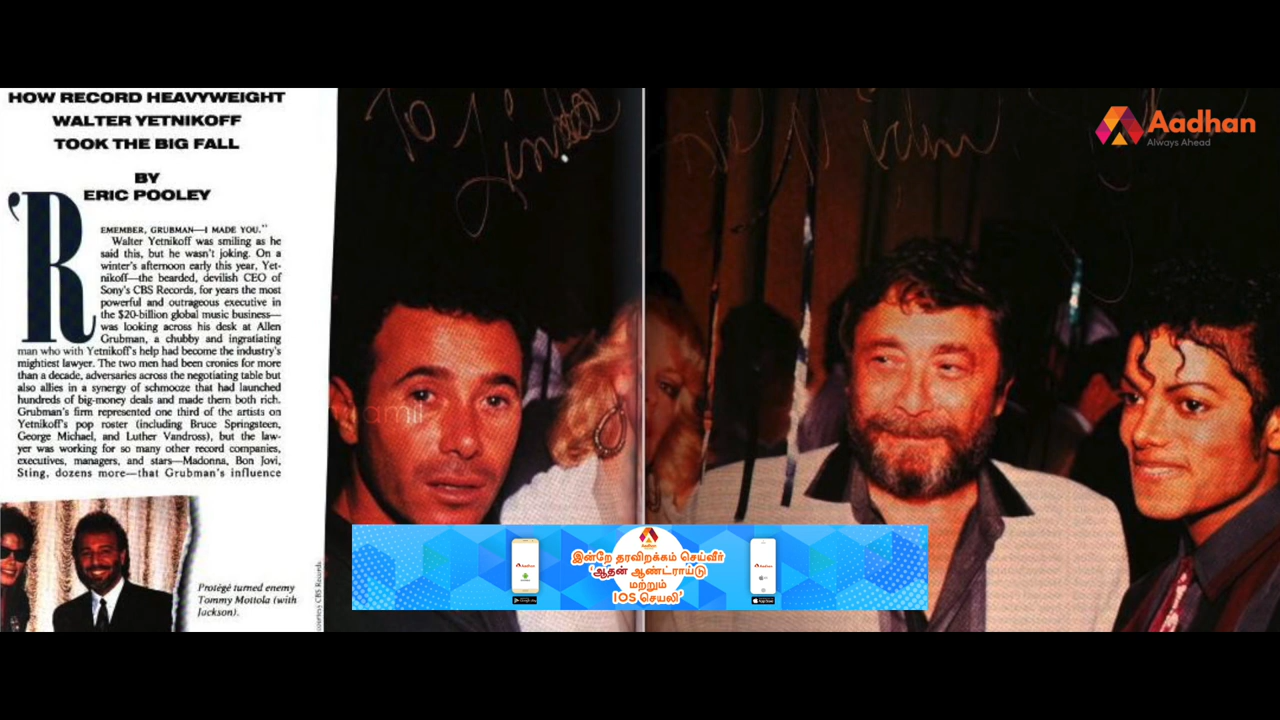 HOW RECORD HEAVYWEIGHT
WALTER YETNIKOFF
TOOK THE BIG FALL
BY
ERIC POOLEY
'REMEMBER, GRUBMAN—I MADE YOU."
Walter Yetnikoff was smiling as he
said this, but he wasn't joking. On a
winter's afternoon early this year, Yet-
nikoff—the bearded, devilish CEO of
Sony's CBS Records, for years the most
powerful and outrageous executive in
the $20-billion global music business—
was looking across his desk at Allen
Grubman, a chubby and ingratiating
man who with Yetnikoff's help had become the industry's
mightiest lawyer. The two men had been cronies for more
than a decade, adversaries across the negotiating table but
also allies in a synergy of schmooze that had launched
hundreds of big-money deals and made them both rich.
Grubman's firm represented one third of the artists on
Yetnikoff's pop roster (including Bruce Springsteen,
George Michael, and Luther Vandross), but the law-
yer was working for so many other record companies,
executives, managers, and stars—Madonna, Bon Jovi,
Sting, dozens more—that Grubman's influence
Protégé turned enemy
Tommy Mottola (with
Jackson).
courtesy CBS Records
To
Aadhan
Always Ahead
tamil
Aadhan
இன்றே தரவிறக்கம் செய்வீர்
'ஆதன் ஆண்ட்ராய்டு
மற்றும்
IOS செயலி'